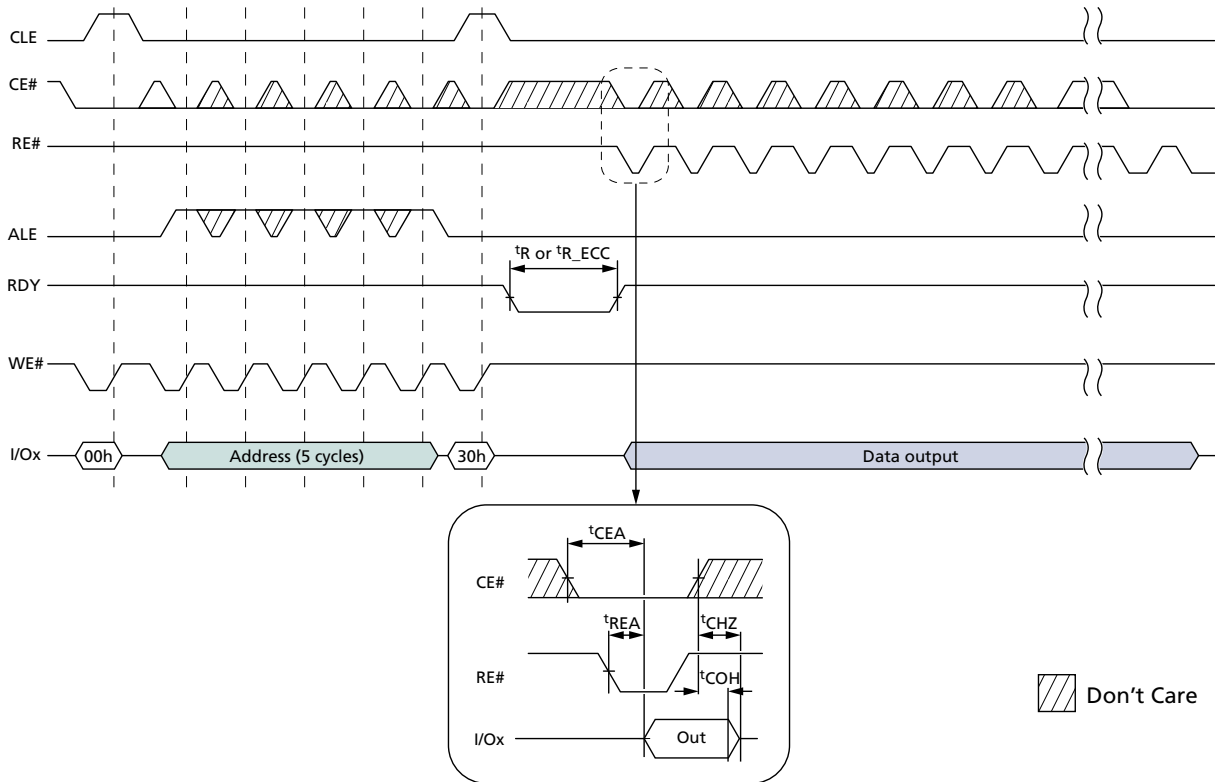 CLE
CE#
RE#
ALE
tR or tR_ECC
RDY
WE#
I/Ox
00h
Address (5 cycles)
30h
Data output
tCEA
CE#
tREA
tCHZ
RE#
tCOH
I/Ox
Out
Don't Care